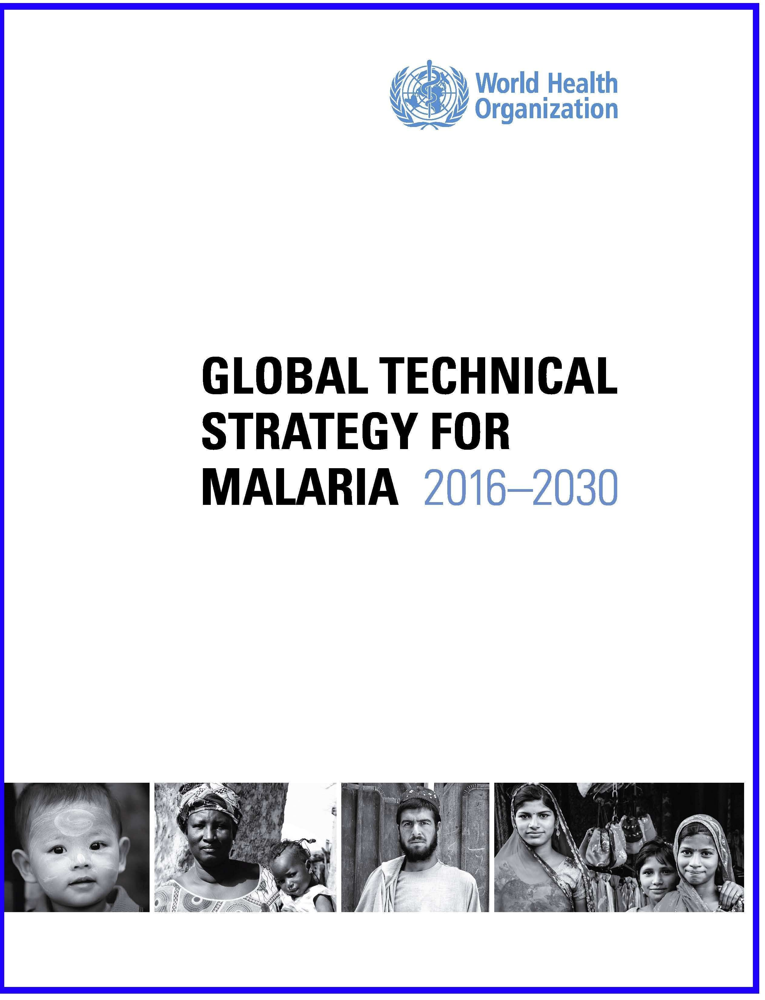 World Health
Organization
GLOBAL TECHNICAL
STRATEGY FOR
MALARIA 2016–2030